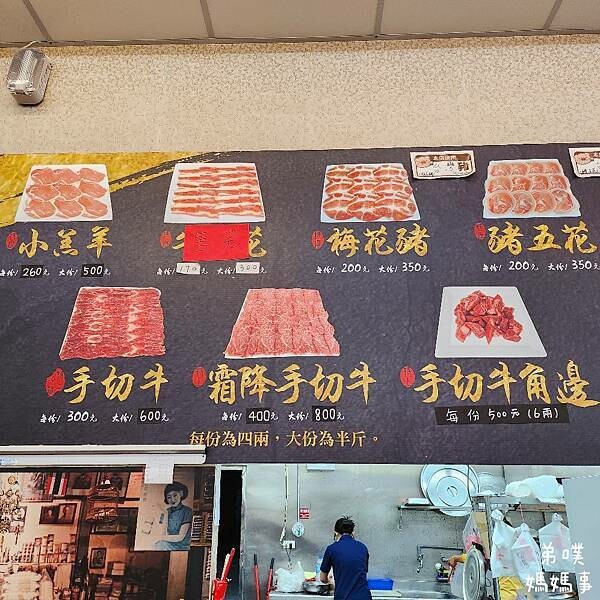 小羔羊
每份/ 260元 大份/ 500元
牛 花
每份/ 170元 大份/ 300元
梅花豬
每份/ 200元 大份/ 350元
豬五花
每份/ 200元 大份/ 350元
手切牛
每份/ 300元 大份/ 600元
霜降手切牛
每份/ 400元 大份/ 800元
手切牛角邊
每份 500元 (6兩)
每份為四兩，大份為半斤。
弟噗
媽媽事